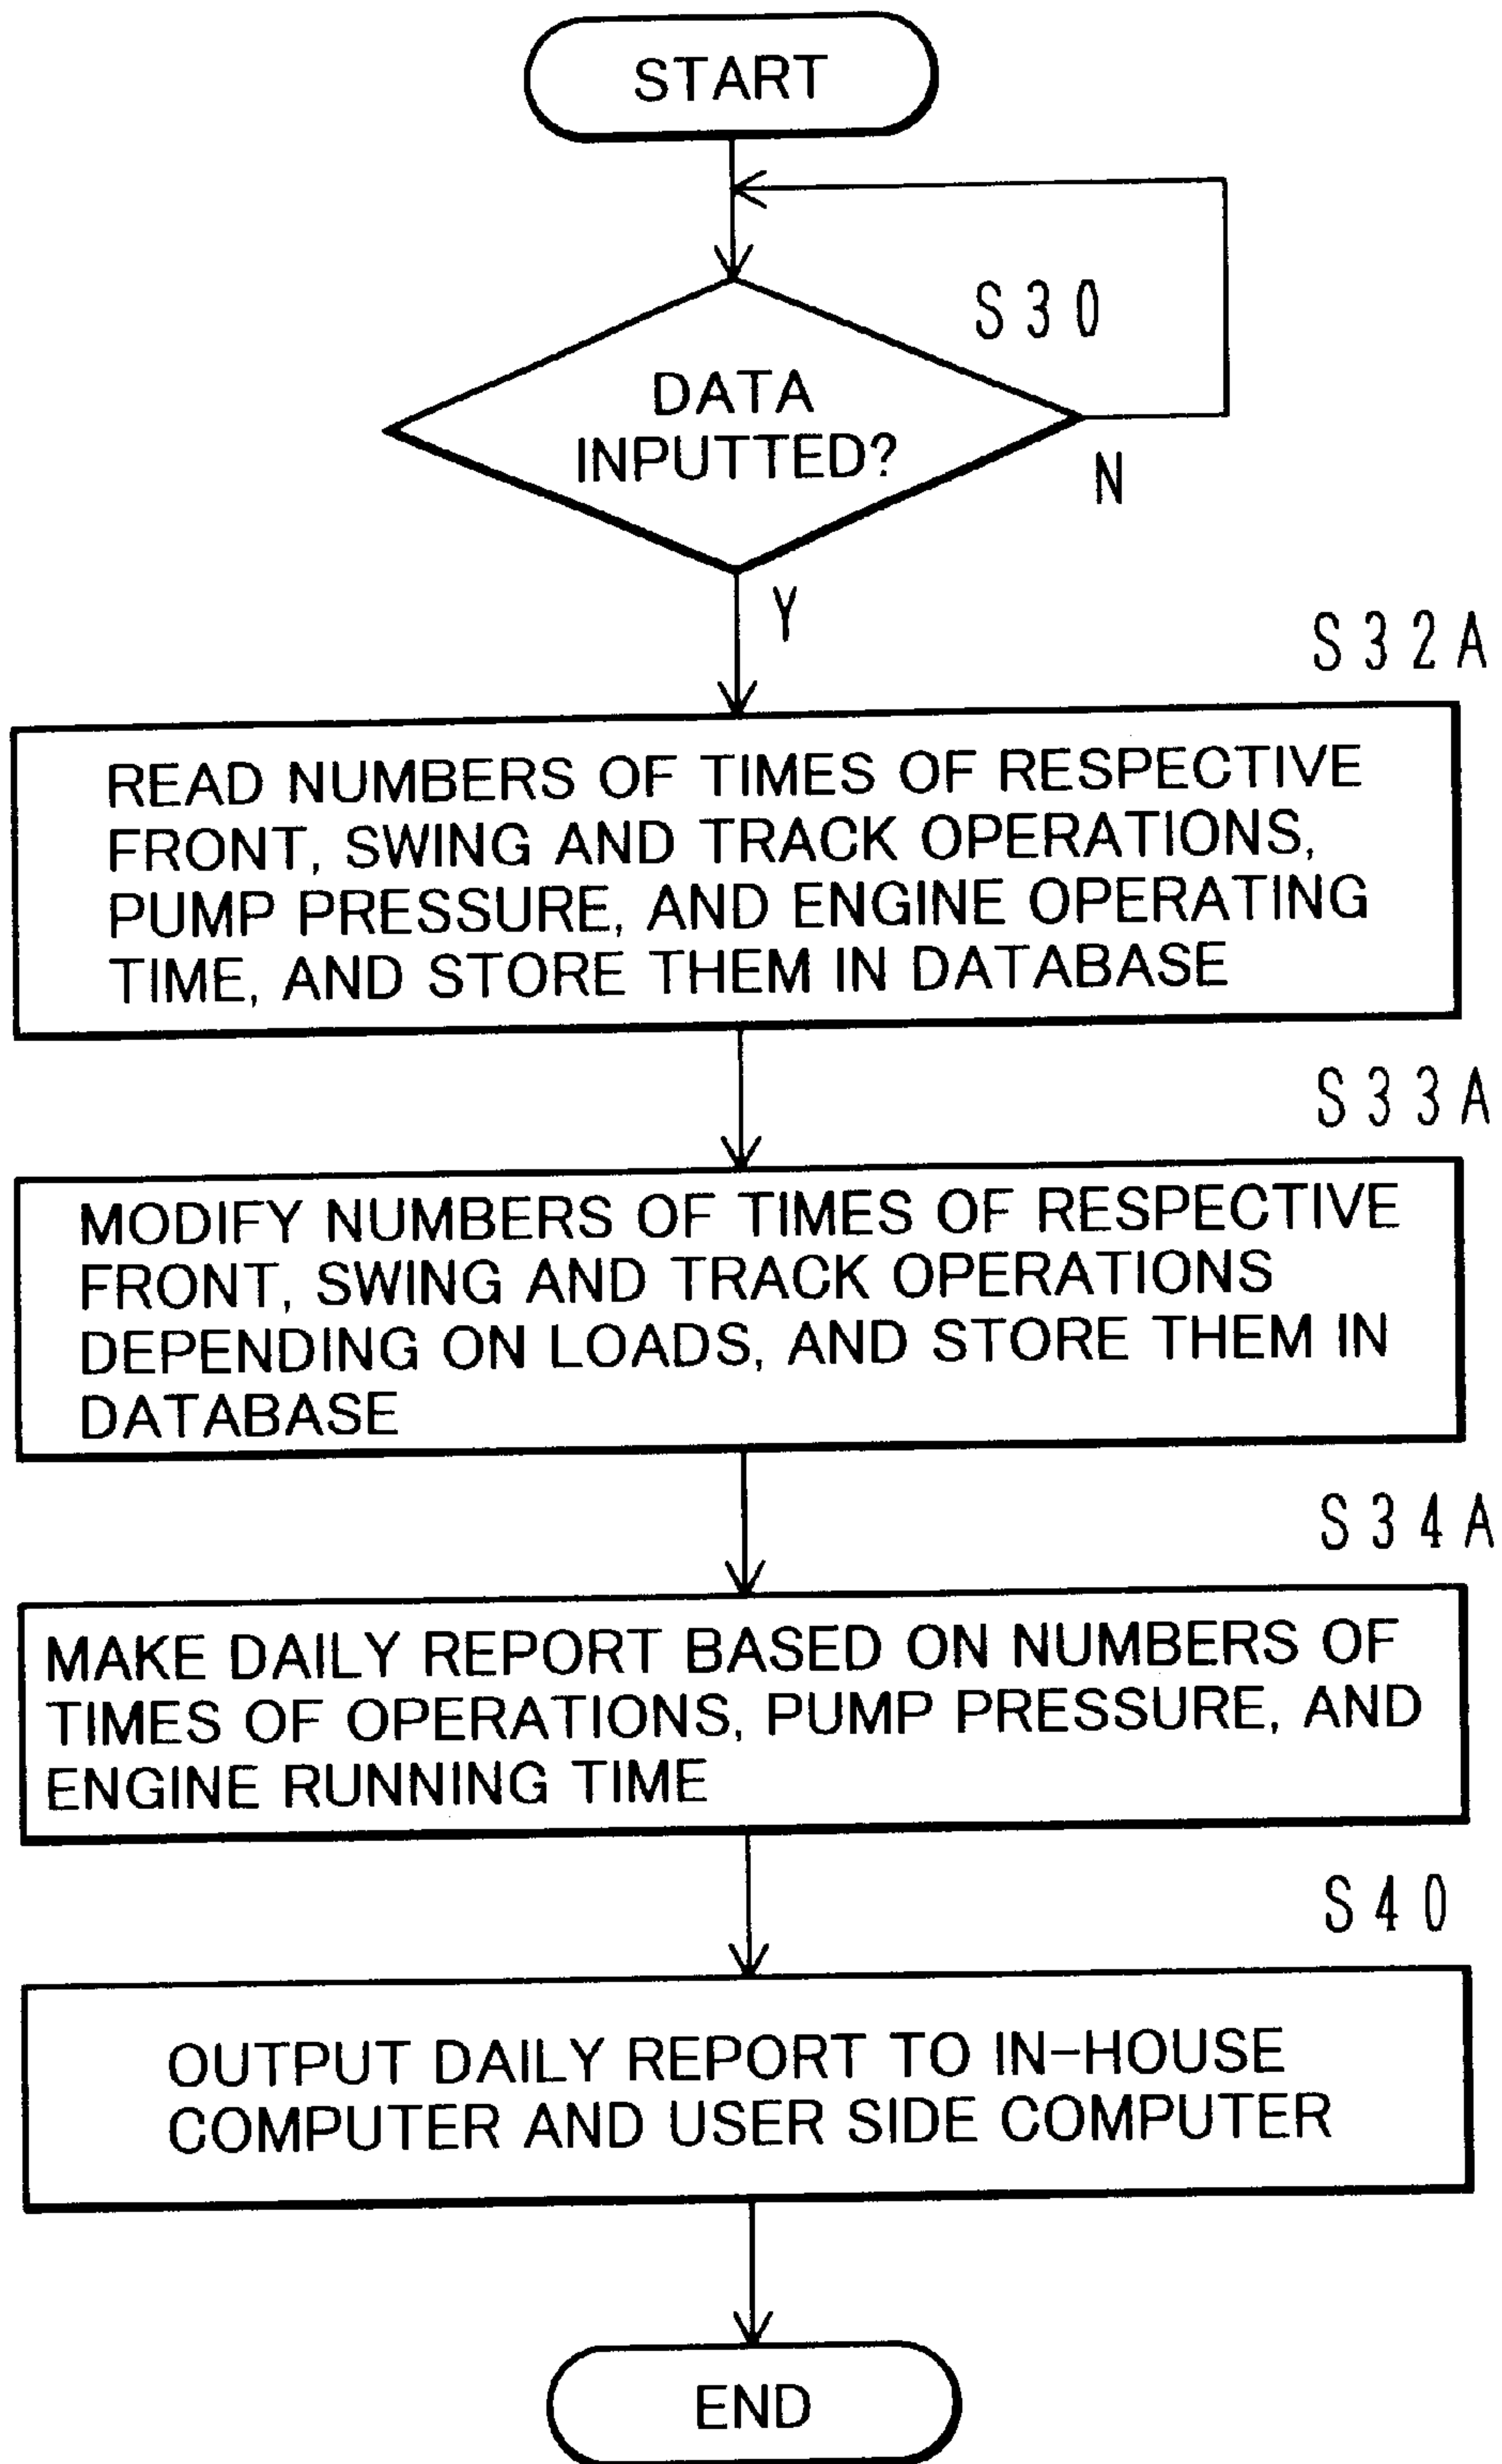 START
S30
DATA
INPUTTED?
N
Y
S32A
READ NUMBERS OF TIMES OF RESPECTIVE
FRONT, SWING AND TRACK OPERATIONS,
PUMP PRESSURE, AND ENGINE OPERATING
TIME, AND STORE THEM IN DATABASE
S33A
MODIFY NUMBERS OF TIMES OF RESPECTIVE
FRONT, SWING AND TRACK OPERATIONS
DEPENDING ON LOADS, AND STORE THEM IN
DATABASE
S34A
MAKE DAILY REPORT BASED ON NUMBERS OF
TIMES OF OPERATIONS, PUMP PRESSURE, AND
ENGINE RUNNING TIME
S40
OUTPUT DAILY REPORT TO IN-HOUSE
COMPUTER AND USER SIDE COMPUTER
END